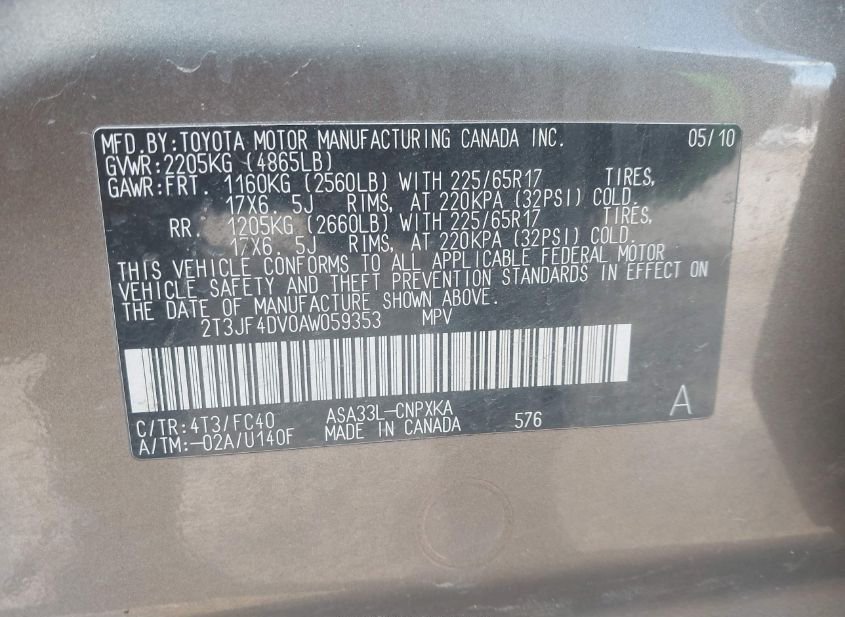 MFD.BY:TOYOTA MOTOR MANUFACTURING CANADA INC. 05/10
GVWR:2205KG (4865LB)
GAWR:FRT. 1160KG (2560LB) WITH 225/65R17 TIRES,
17X6. 5J RIMS, AT 220KPA (32PSI) COLD.
RR. 1205KG (2660LB) WITH 225/65R17 TIRES,
17X6. 5J RIMS, AT 220KPA (32PSI) COLD.
THIS VEHICLE CONFORMS TO ALL APPLICABLE FEDERAL MOTOR
VEHICLE SAFETY AND THEFT PREVENTION STANDARDS IN EFFECT ON
THE DATE OF MANUFACTURE SHOWN ABOVE.
2T3JF4DV0AW059353 MPV
C/TR:4T3/FC40 ASA33L-CNPXKA 576 A
A/TM:-02A/U140F MADE IN CANADA